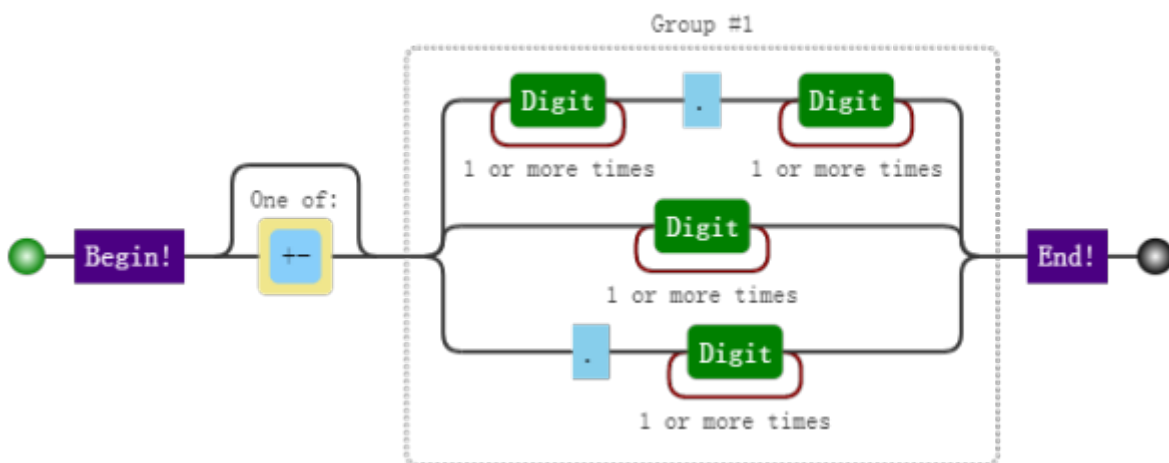 Group #1
Digit . Digit
1 or more times 1 or more times
One of:
Begin! +- Digit End!
1 or more times
. Digit
1 or more times